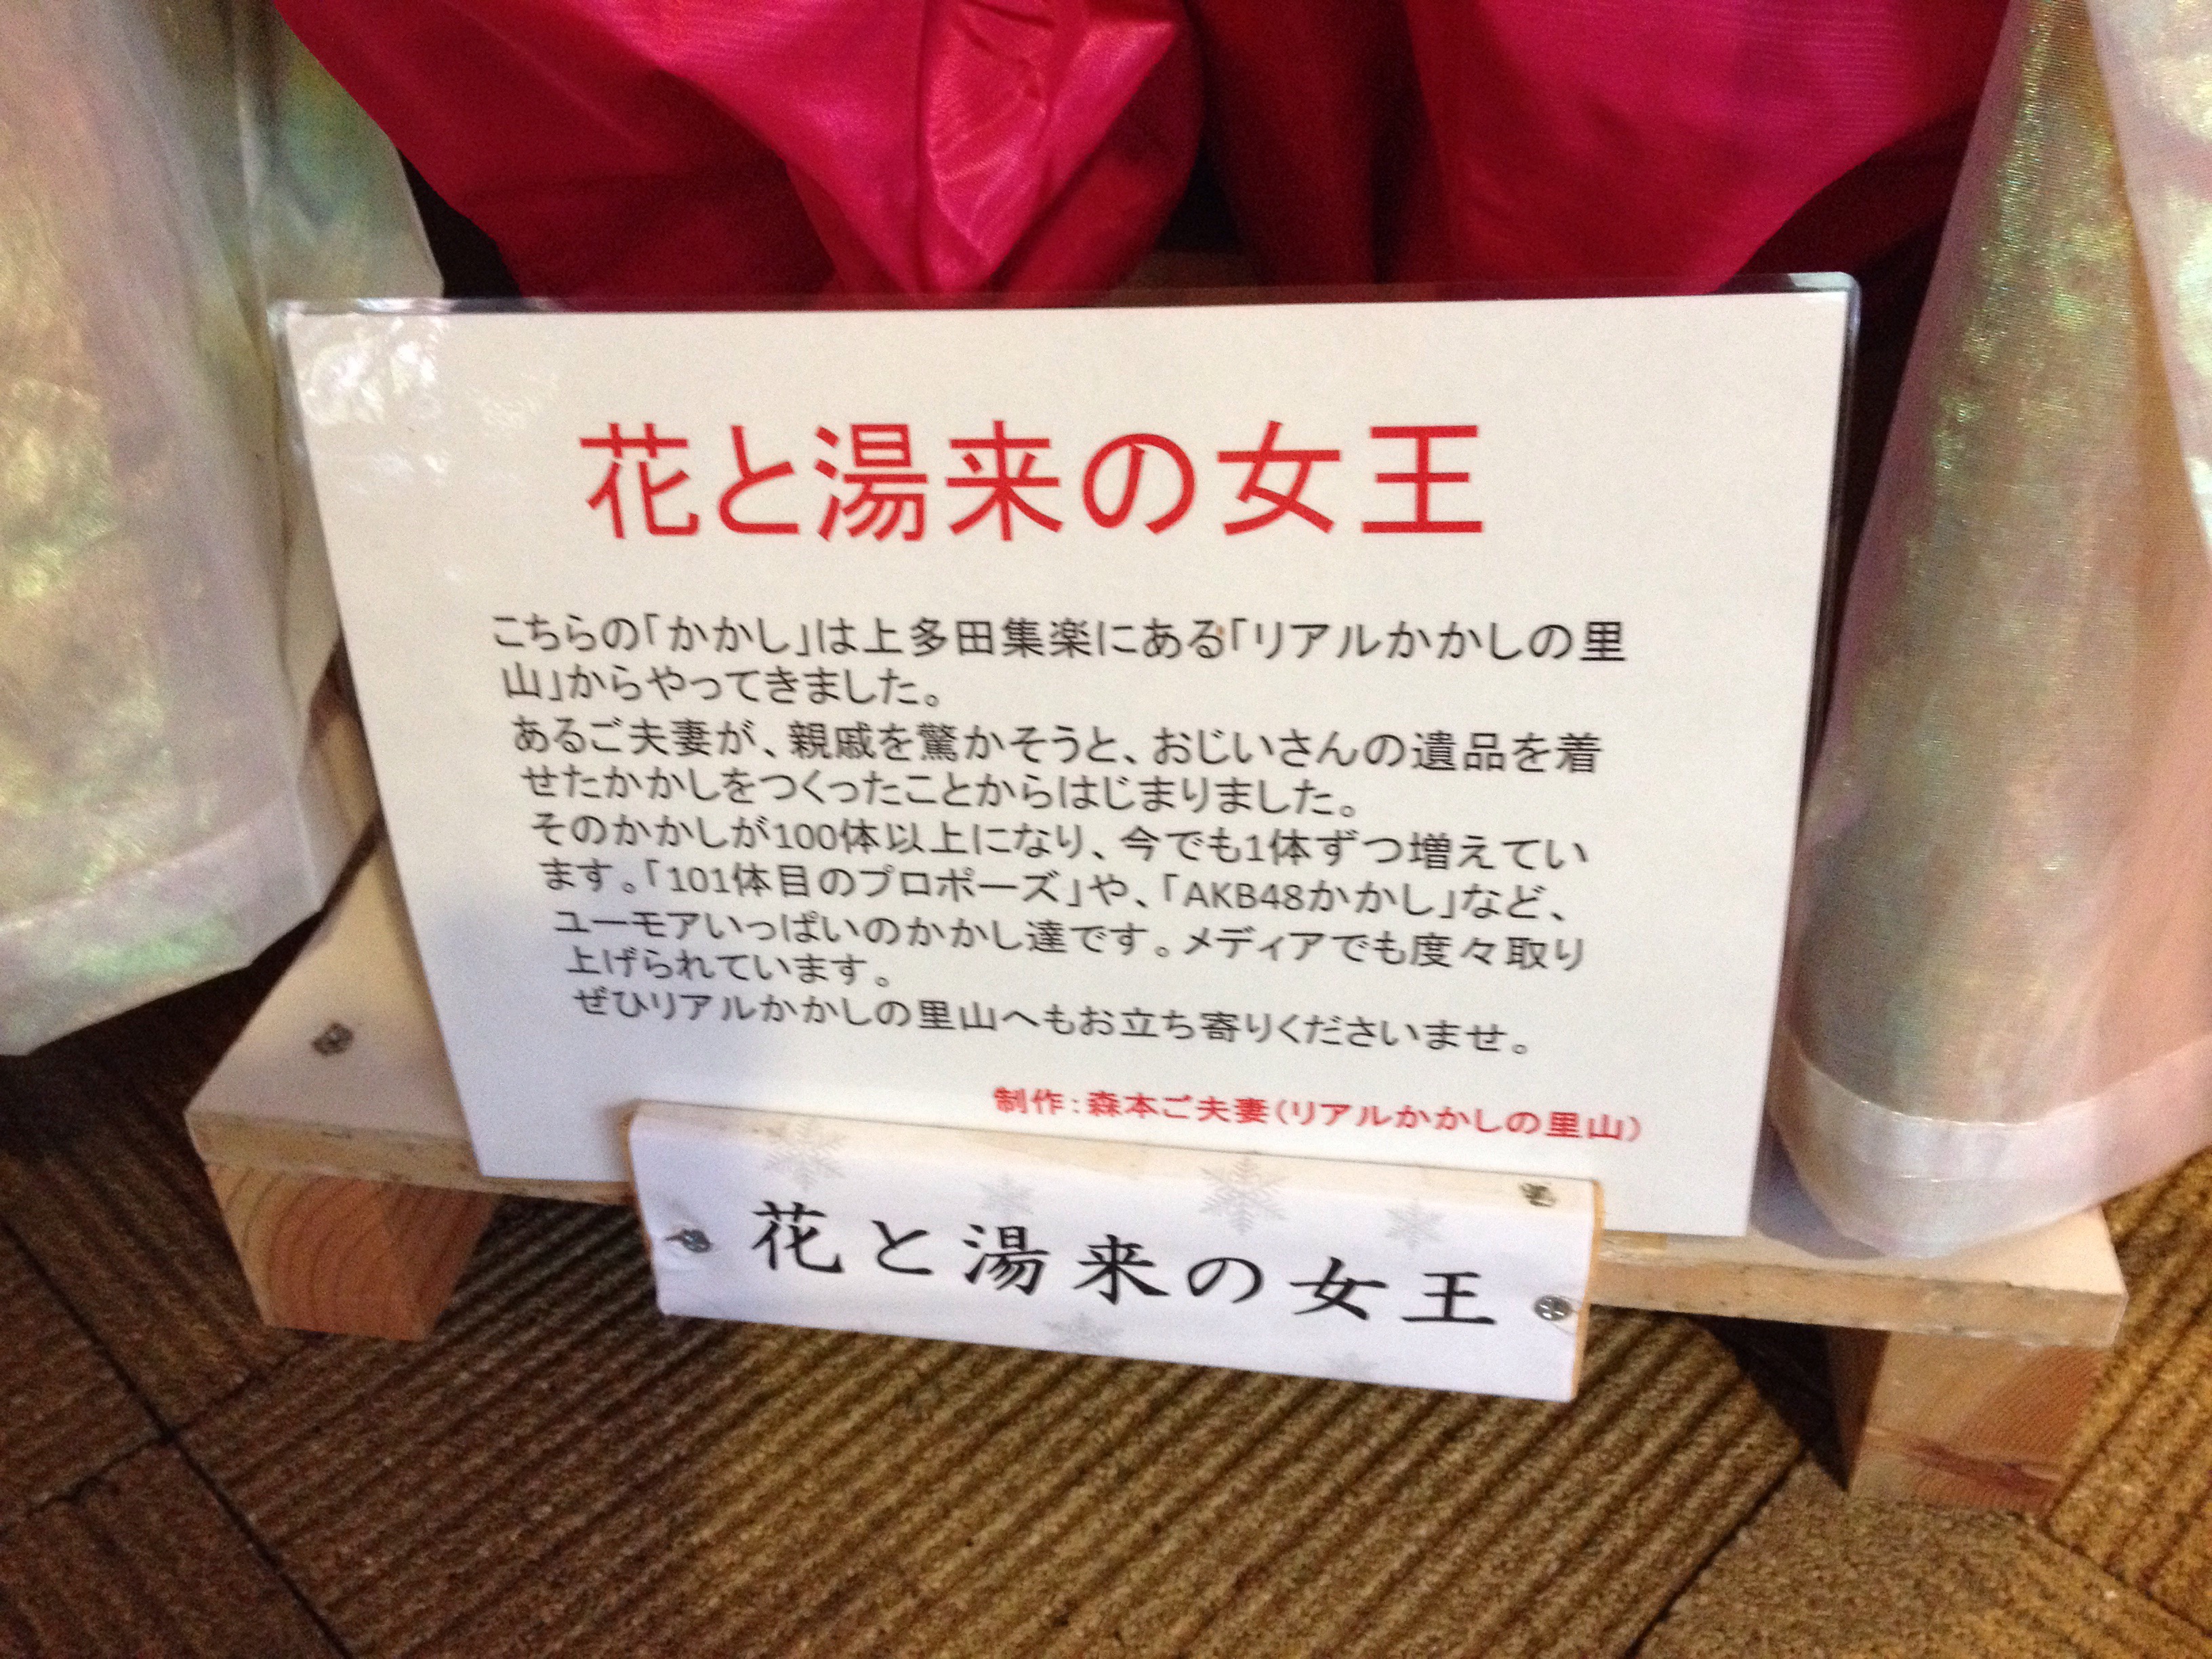 花と湯来の女王
こちらの「かかし」は上多田集楽にある「リアルかかしの里
山」からやってきました。
あるご夫妻が、親戚を驚かそうと、おじいさんの遺品を着
せたかかしをつくったことからはじまりました。
そのかかしが100体以上になり、今でも1体ずつ増えてい
ます。「101体目のプロポーズ」や、「AKB48かかし」など、
ユーモアいっぱいのかかし達です。メディアでも度々取り
上げられています。
ぜひリアルかかしの里山へもお立ち寄りくださいませ。
制作：森本ご夫妻（リアルかかしの里山）
花と湯来の女王